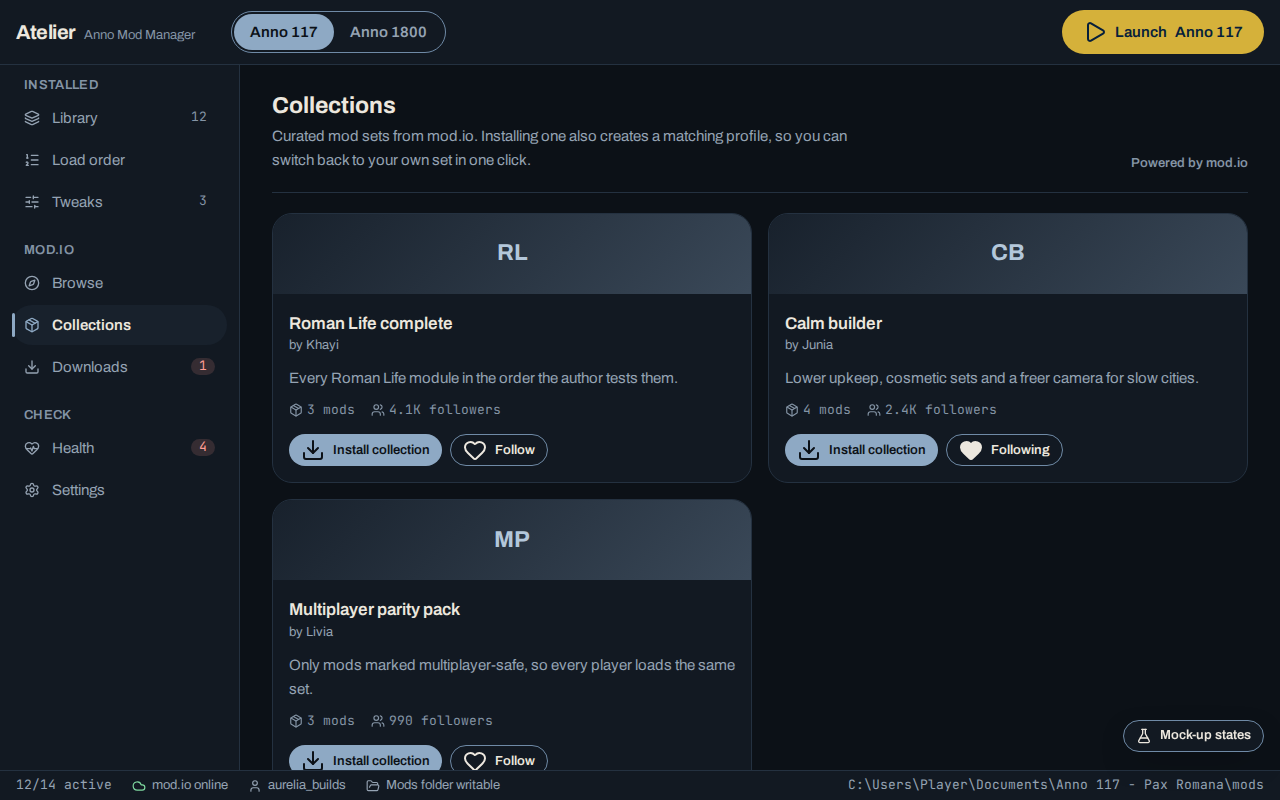 Atelier Anno Mod Manager
Anno 117
Anno 1800
Launch Anno 117
INSTALLED
Library 12
Load order
Tweaks 3
MOD.IO
Browse
Collections
Downloads 1
CHECK
Health 4
Settings
Collections
Curated mod sets from mod.io. Installing one also creates a matching profile, so you can
switch back to your own set in one click.
Powered by mod.io
RL
Roman Life complete
by Khayi
Every Roman Life module in the order the author tests them.
3 mods 4.1K followers
Install collection Follow
CB
Calm builder
by Junia
Lower upkeep, cosmetic sets and a freer camera for slow cities.
4 mods 2.4K followers
Install collection Following
MP
Multiplayer parity pack
by Livia
Only mods marked multiplayer-safe, so every player loads the same
set.
3 mods 990 followers
Install collection Follow
Mock-up states
12/14 active mod.io online aurelia_builds Mods folder writable C:\Users\Player\Documents\Anno 117 - Pax Romana\mods